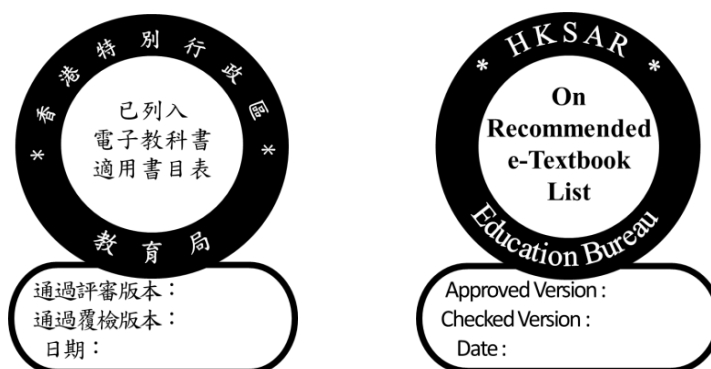 * 香港特別行政區 *
已列入
電子教科書
適用書目表
教育局
通過評審版本：
通過覆檢版本：
日期：
* HKSAR *
On
Recommended
e-Textbook
List
Education Bureau
Approved Version :
Checked Version :
Date :